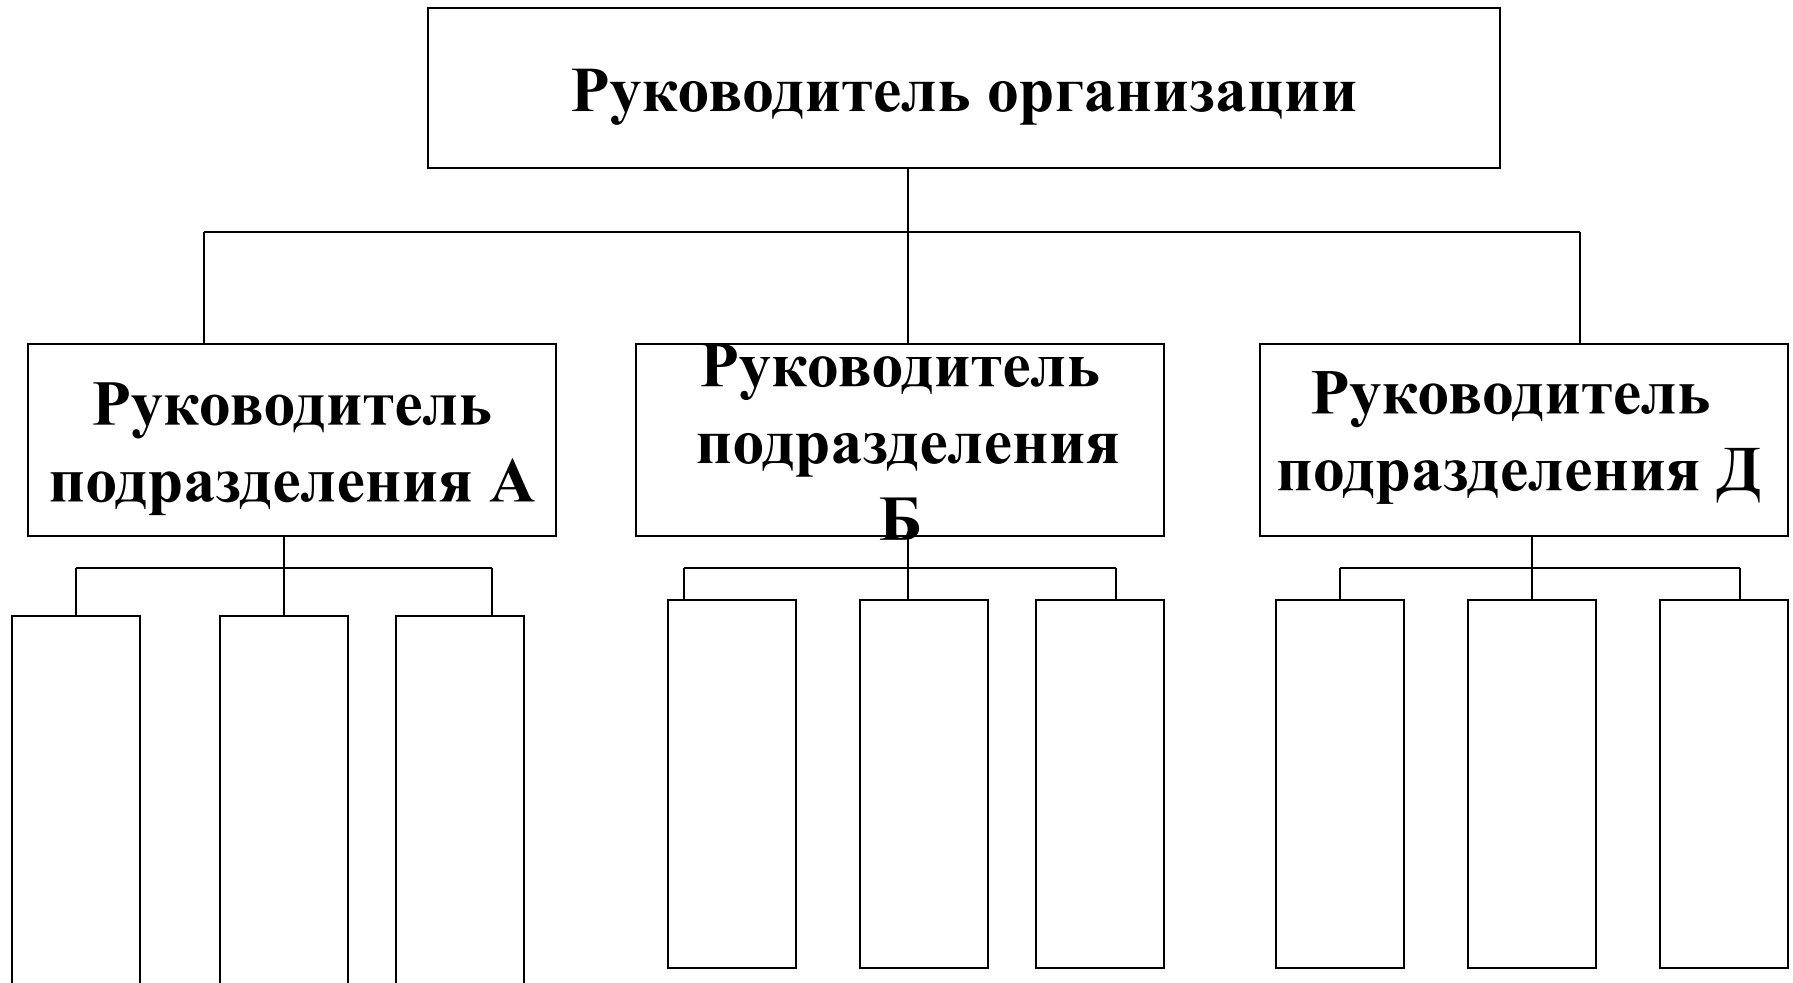 Руководитель организации
Руководитель
подразделения А
Руководитель
подразделения
Б
Руководитель
подразделения Д